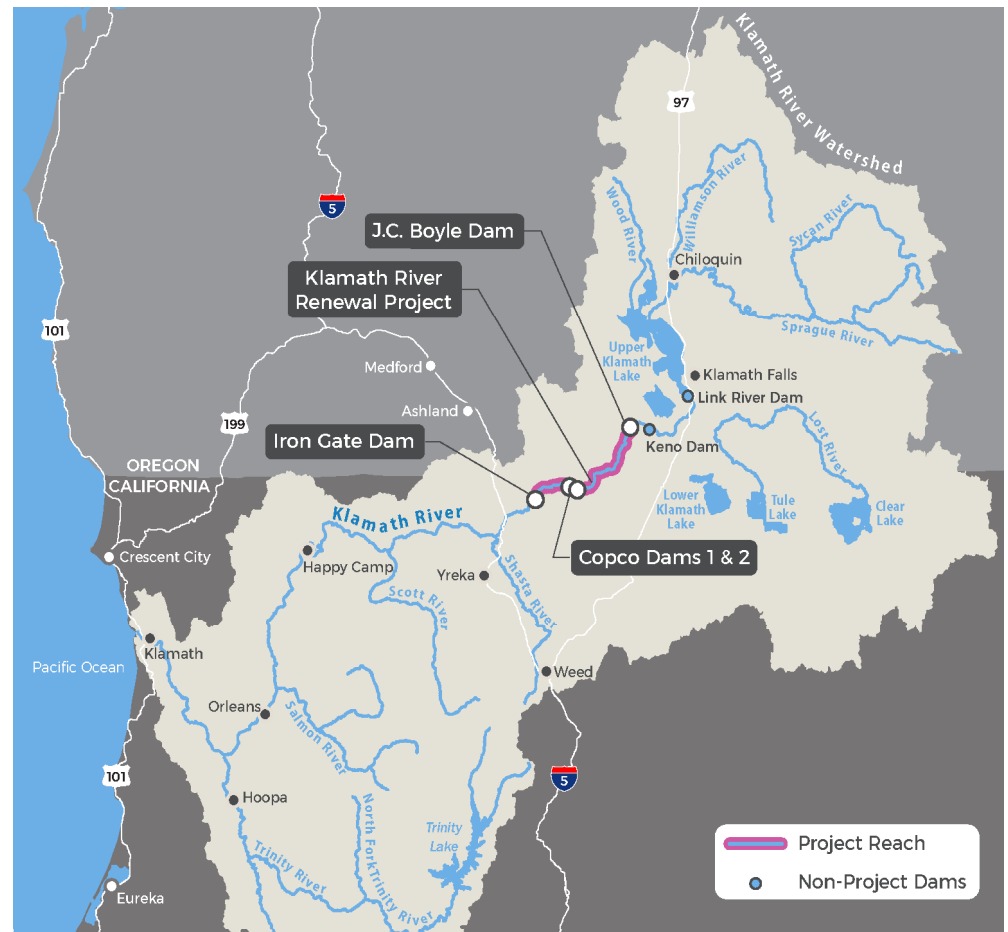 Klamath River Watershed
97
5
Wood River
Williamson River
Sycan River
J.C. Boyle Dam
Chiloquin
Klamath River
Renewal Project
101
Sprague River
Upper
Klamath
Lake
Medford
Klamath Falls
Link River Dam
Ashland
199
Iron Gate Dam
Keno Dam
Lost River
OREGON
CALIFORNIA
Lower
Klamath
Lake
Tule
Lake
Clear
Lake
Klamath River
Crescent City
Happy Camp
Copco Dams 1 & 2
Yreka
Shasta River
Scott River
Klamath
Pacific Ocean
Weed
Orleans
Salmon River
101
5
Hoopa
North Fork Trinity River
Trinity
Lake
Trinity River
Eureka
Project Reach
Non-Project Dams